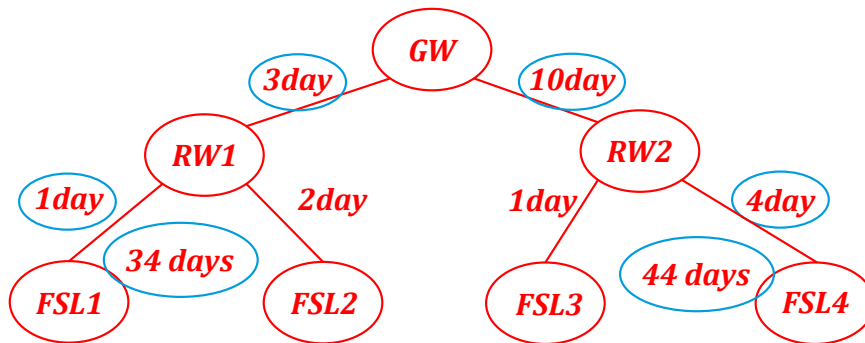 GW
3day
10day
RW1
RW2
1day
2day
1day
4day
34 days
44 days
FSL1
FSL2
FSL3
FSL4